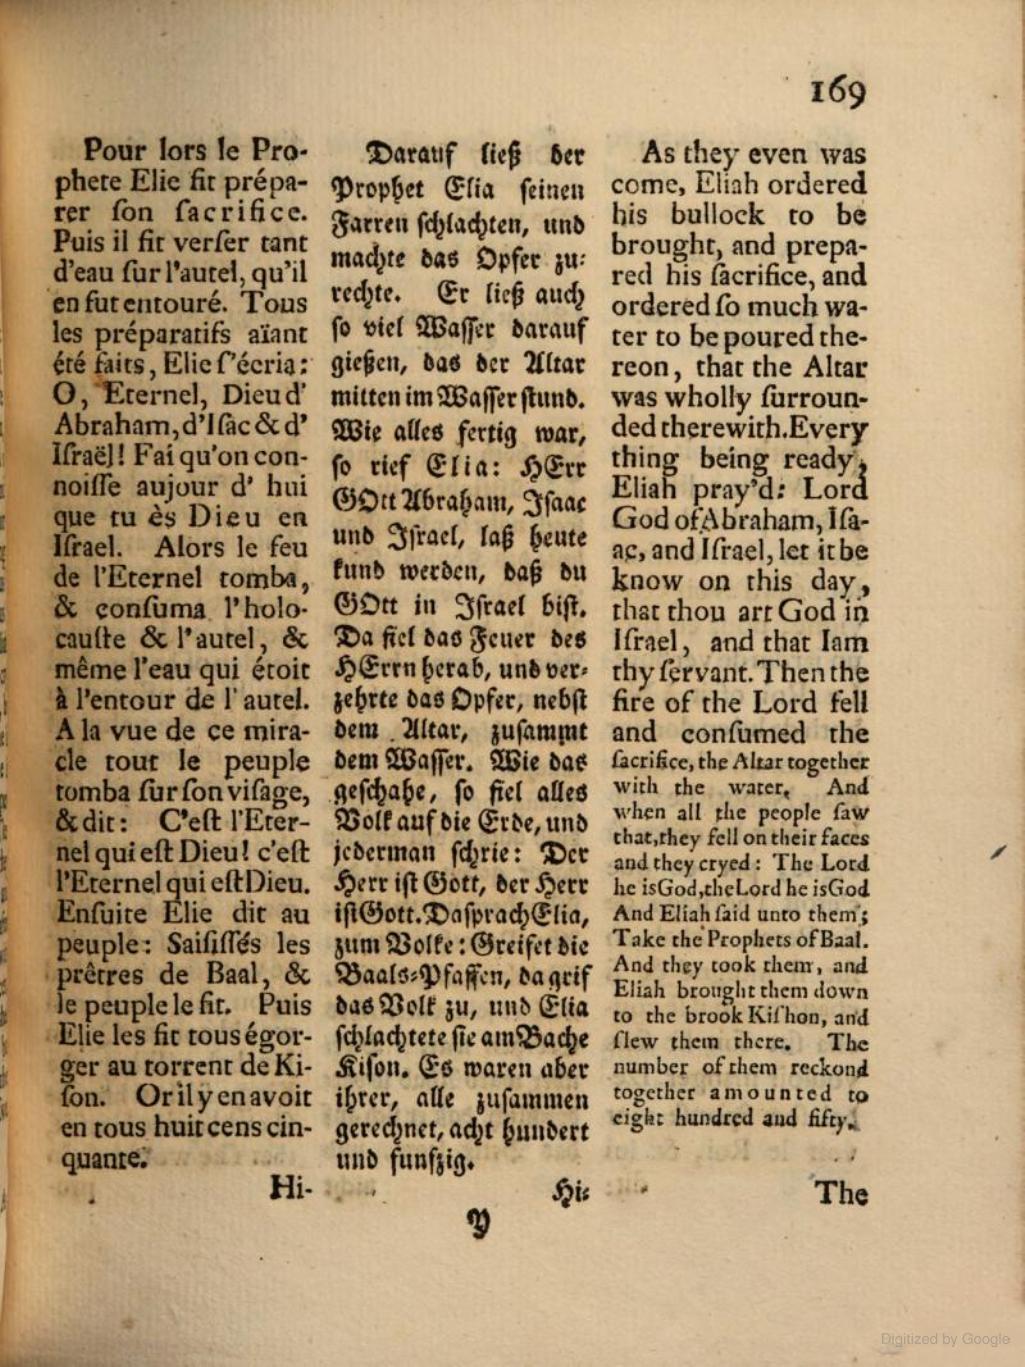 169
Pour lors le Pro-
phete Elie fit prépa-
rer ſon ſacrifice.
Puis il fit verſer tant
d'eau ſur l'autel, qu'il
en fut entouré. Tous
les préparatifs aïant
été faits, Elie ſ'écria:
O, Eternel, Dieu d'
Abraham, d'Iſàc & d'
Iſraël! Fai qu'on con-
noiſſe aujour d' hui
que tu ès Dieu en
Iſrael. Alors le feu
de l'Eternel tomba,
& conſuma l'holo-
cauſte & l'autel, &
même l'eau qui étoit
à l'entour de l' autel.
A la vue de ce mira-
cle tout le peuple
tomba ſur ſon viſage,
& dit: C'eſt l'Eter-
nel qui eſt Dieu! c'eſt
l'Eternel qui eſt Dieu.
Enſuite Elie dit au
peuple: Saiſiſſés les
prêtres de Baal, &
le peuple le fit. Puis
Elie les fit tous égor-
ger au torrent de Ki-
ſon. Or il y en avoit
en tous huit cens cin-
quante.
Hi-
Darauf ließ der
Prophet Elia ſeinen
Farren ſchlachten, und
machte das Opfer zu-
rechte. Er ließ auch
ſo viel Waſſer darauf
gießen, das der Altar
mitten im Waſſer ſtund.
Wie alles fertig war,
ſo rief Elia: HErr
GOtt Abraham, Iſaac
und Iſrael, laß heute
kund werden, daß du
GOtt in Iſrael biſt.
Da fiel das Feuer des
HErrn herab, und ver-
zehrte das Opfer, nebſt
dem Altar, zuſammt
dem Waſſer. Wie das
geſchahe, ſo fiel alles
Volk auf die Erde, und
jederman ſchrie: Der
Herr iſt Gott, der Herr
iſt Gott. Da ſprach Elia,
zum Volke: Greifet die
Baals-Pfaffen, da grif
das Volk zu, und Elia
ſchlachtete ſie am Bache
Kiſon. Es waren aber
ihrer, alle zuſammen
gerechnet, acht hundert
und funfzig.
Hi-
Y
As they even was
come, Eliah ordered
his bullock to be
brought, and prepa-
red his ſacrifice, and
ordered ſo much wa-
ter to be poured the-
reon, that the Altar
was wholly ſurroun-
ded therewith. Every
thing being ready,
Eliah pray'd: Lord
God of Abraham, Iſa-
ac, and Iſrael, let it be
know on this day,
that thou art God in
Iſrael, and that Iam
thy ſervant. Then the
fire of the Lord fell
and conſumed the
ſacrifice, the Altar together
with the water. And
when all the people ſaw
that, they fell on their faces
and they cryed: The Lord
he is God, the Lord he is God
And Eliah ſaid unto them;
Take the Prophets of Baal.
And they took them, and
Eliah brought them down
to the brook Kiſhon, and
ſlew them there. The
number of them reckond
together amounted to
eight hundred and fifty.
The
Digitized by Google